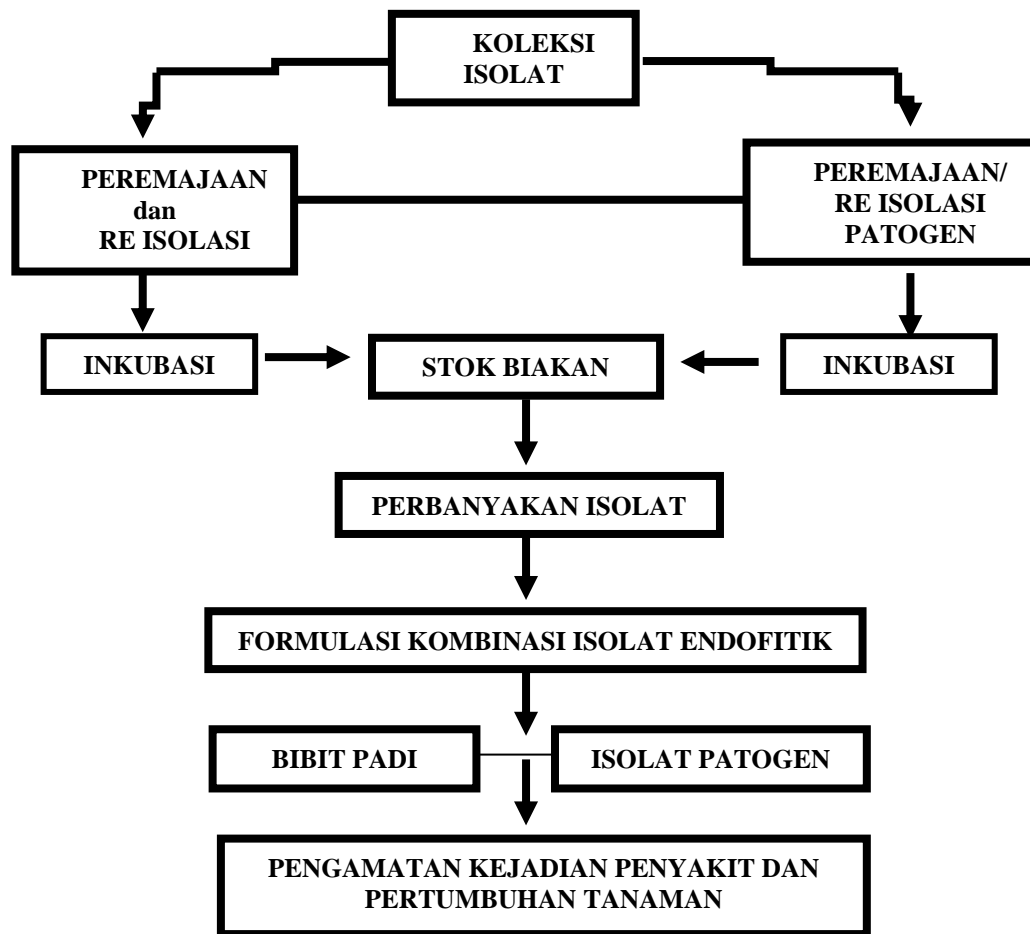 KOLEKSI
ISOLAT
PEREMAJAAN
dan
RE ISOLASI
PEREMAJAAN/
RE ISOLASI
PATOGEN
INKUBASI
STOK BIAKAN
INKUBASI
PERBANYAKAN ISOLAT
FORMULASI KOMBINASI ISOLAT ENDOFITIK
BIBIT PADI
ISOLAT PATOGEN
PENGAMATAN KEJADIAN PENYAKIT DAN
PERTUMBUHAN TANAMAN